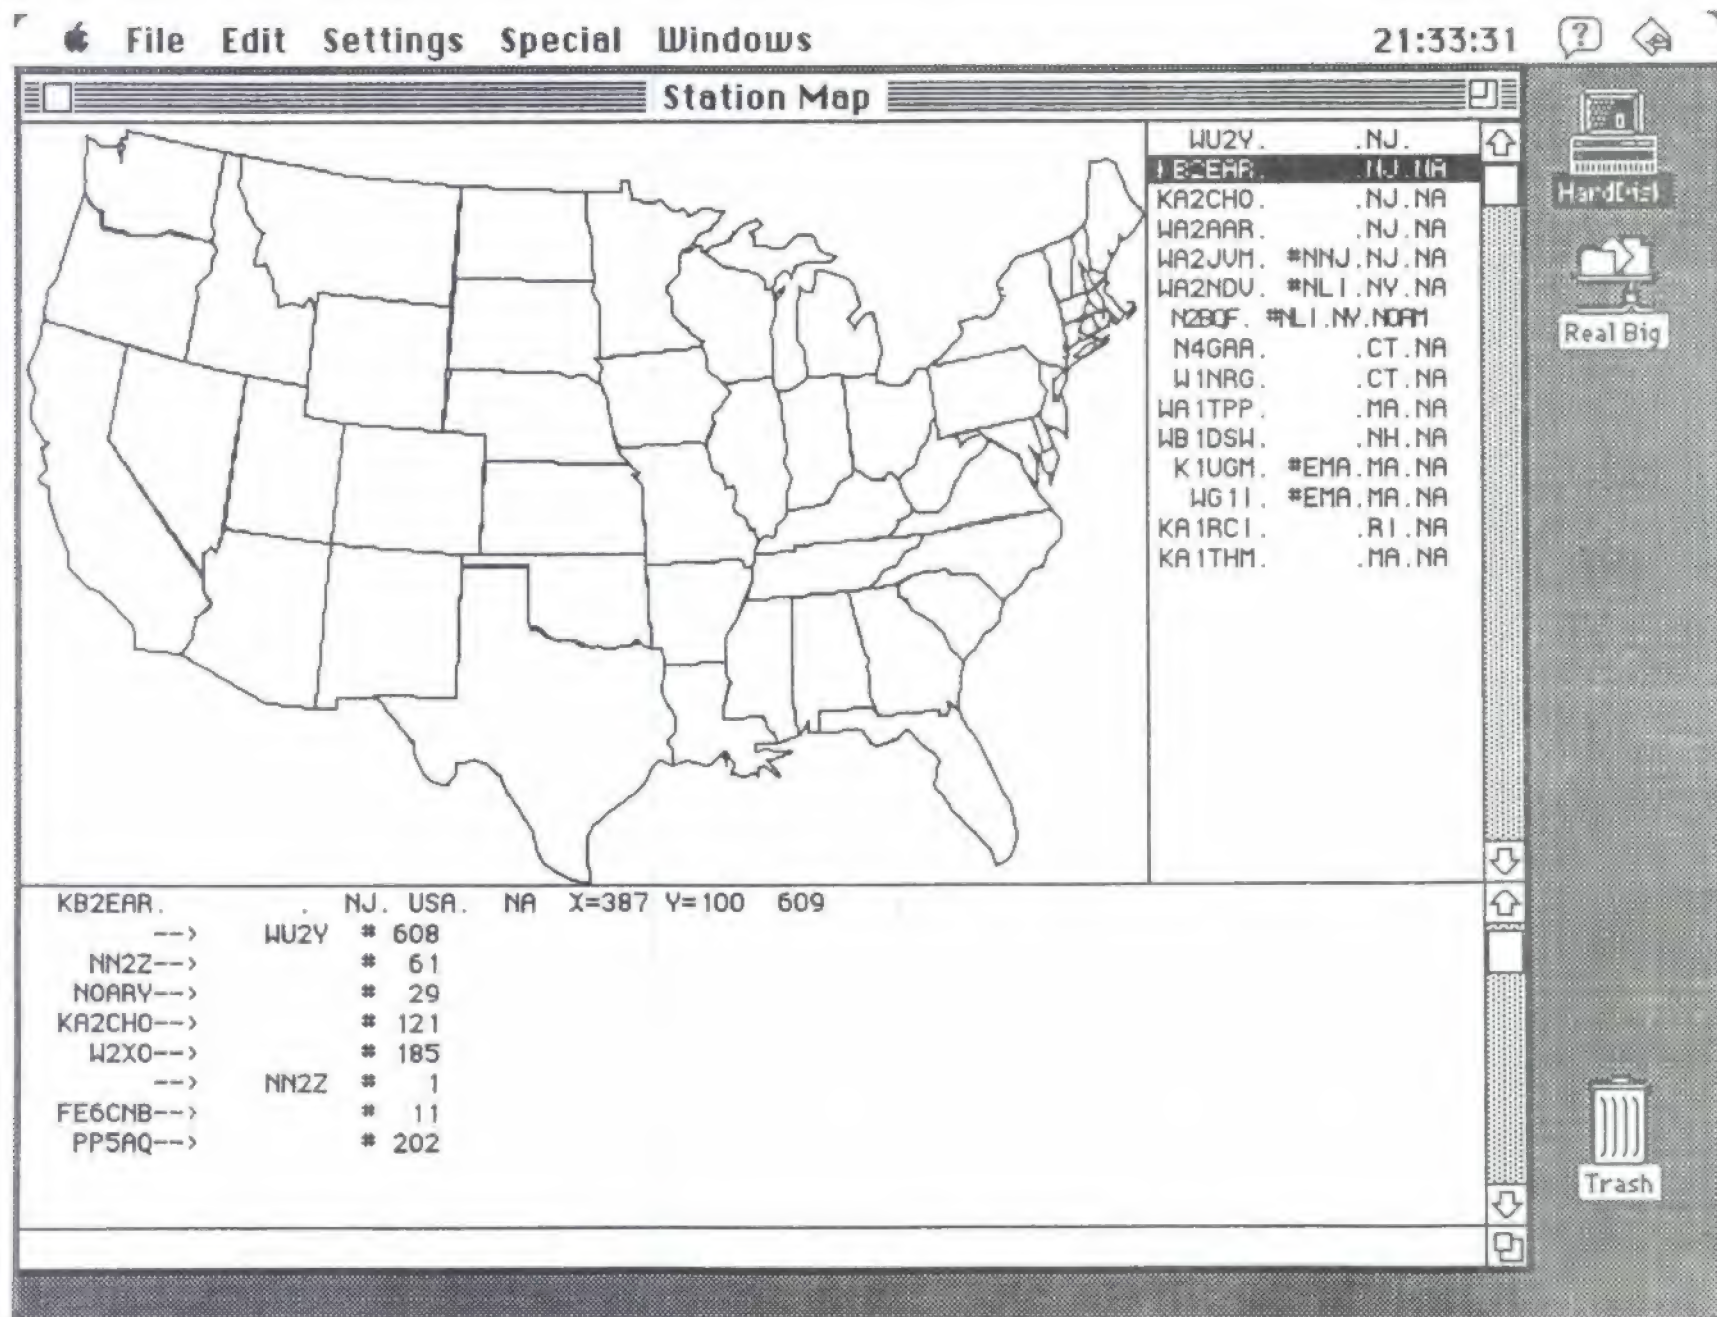 File Edit Settings Special Windows 21:33:31
Station Map
WU2Y. .NJ.
KB2EAR. .NJ.NA
KA2CHO. .NJ.NA
WA2AAR. .NJ.NA
WA2JVM. #NNJ.NJ.NA
WA2NDV. #NLI.NY.NA
N2BQF. #NLI.NY.NOAM
N4GAA. .CT.NA
W1NRG. .CT.NA
WA1TPP. .MA.NA
WB1DSW. .NH.NA
K1UGM. #EMA.MA.NA
WG1I. #EMA.MA.NA
KA1RCI. .RI.NA
KA1THM. .MA.NA
KB2EAR. . NJ. USA. NA X=387 Y=100 609
--> WU2Y # 608
NN2Z--> # 61
NOARY--> # 29
KA2CHO--> # 121
W2XO--> # 185
--> NN2Z # 1
FE6CNB--> # 11
PP5AQ--> # 202
HardDisk
Real Big
Trash